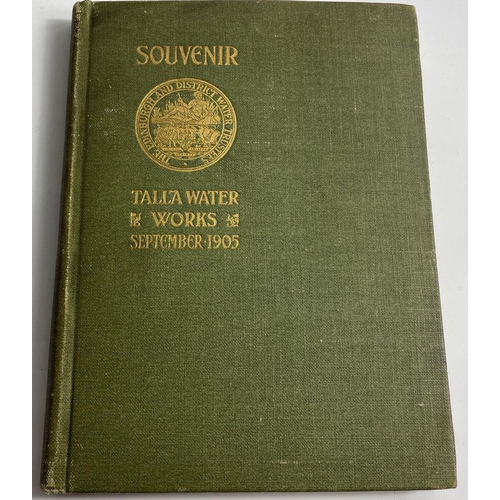 SOUVENIR
THE EDINBURGH AND DISTRICT WATER TRUSTEES
TALLA WATER
WORKS
SEPTEMBER·1905